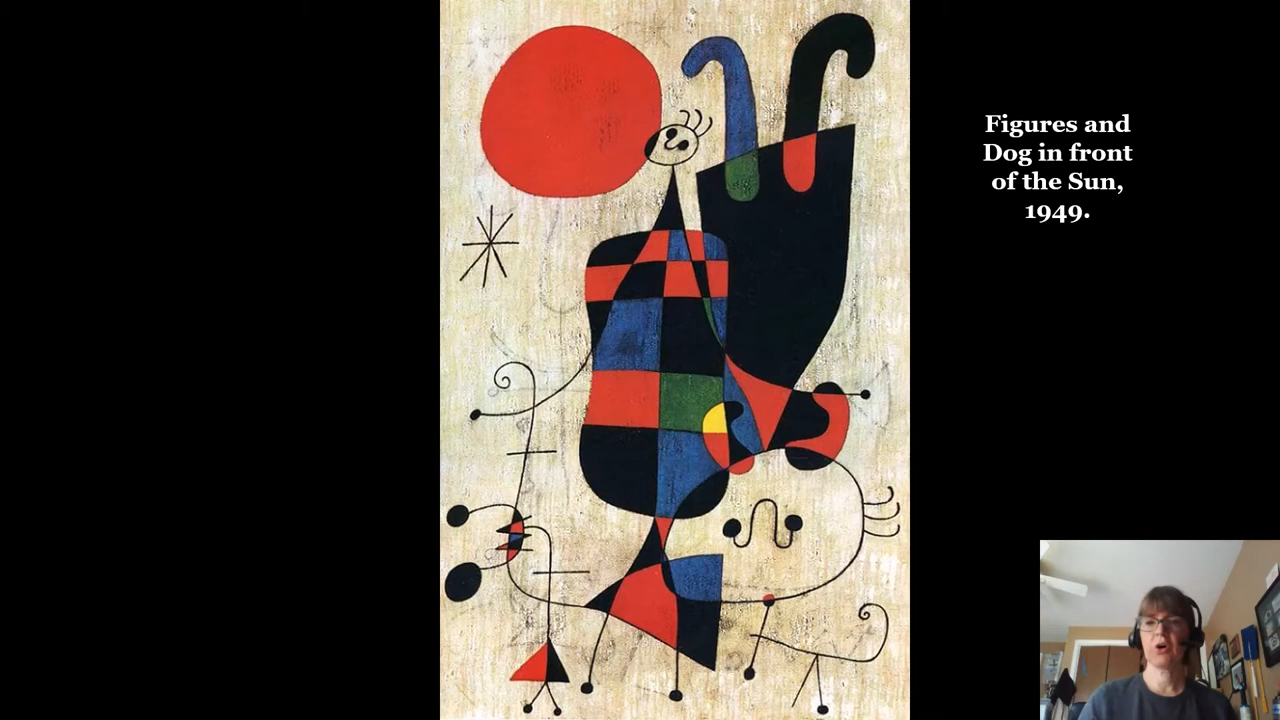 Figures and
Dog in front
of the Sun,
1949.